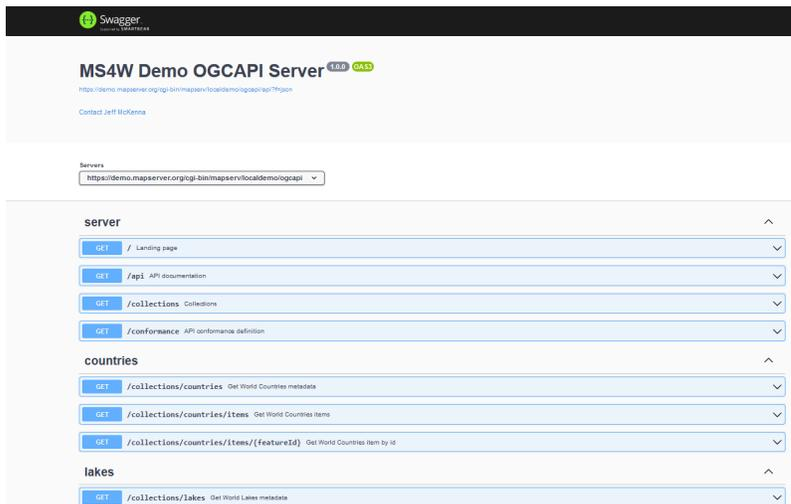 Swagger
Supported by SMARTBEAR
MS4W Demo OGCAPI Server 1.0.0 OAS3
https://demo.mapserver.org/cgi-bin/mapserv/localdemo/ogcapi/api?f=json
Contact Jeff McKenna
Servers
https://demo.mapserver.org/cgi-bin/mapserv/localdemo/ogcapi
server
GET / Landing page
GET /api API documentation
GET /collections Collections
GET /conformance API conformance definition
countries
GET /collections/countries Get World Countries metadata
GET /collections/countries/items Get World Countries items
GET /collections/countries/items/{featureId} Get World Countries item by id
lakes
GET /collections/lakes Get World Lakes metadata